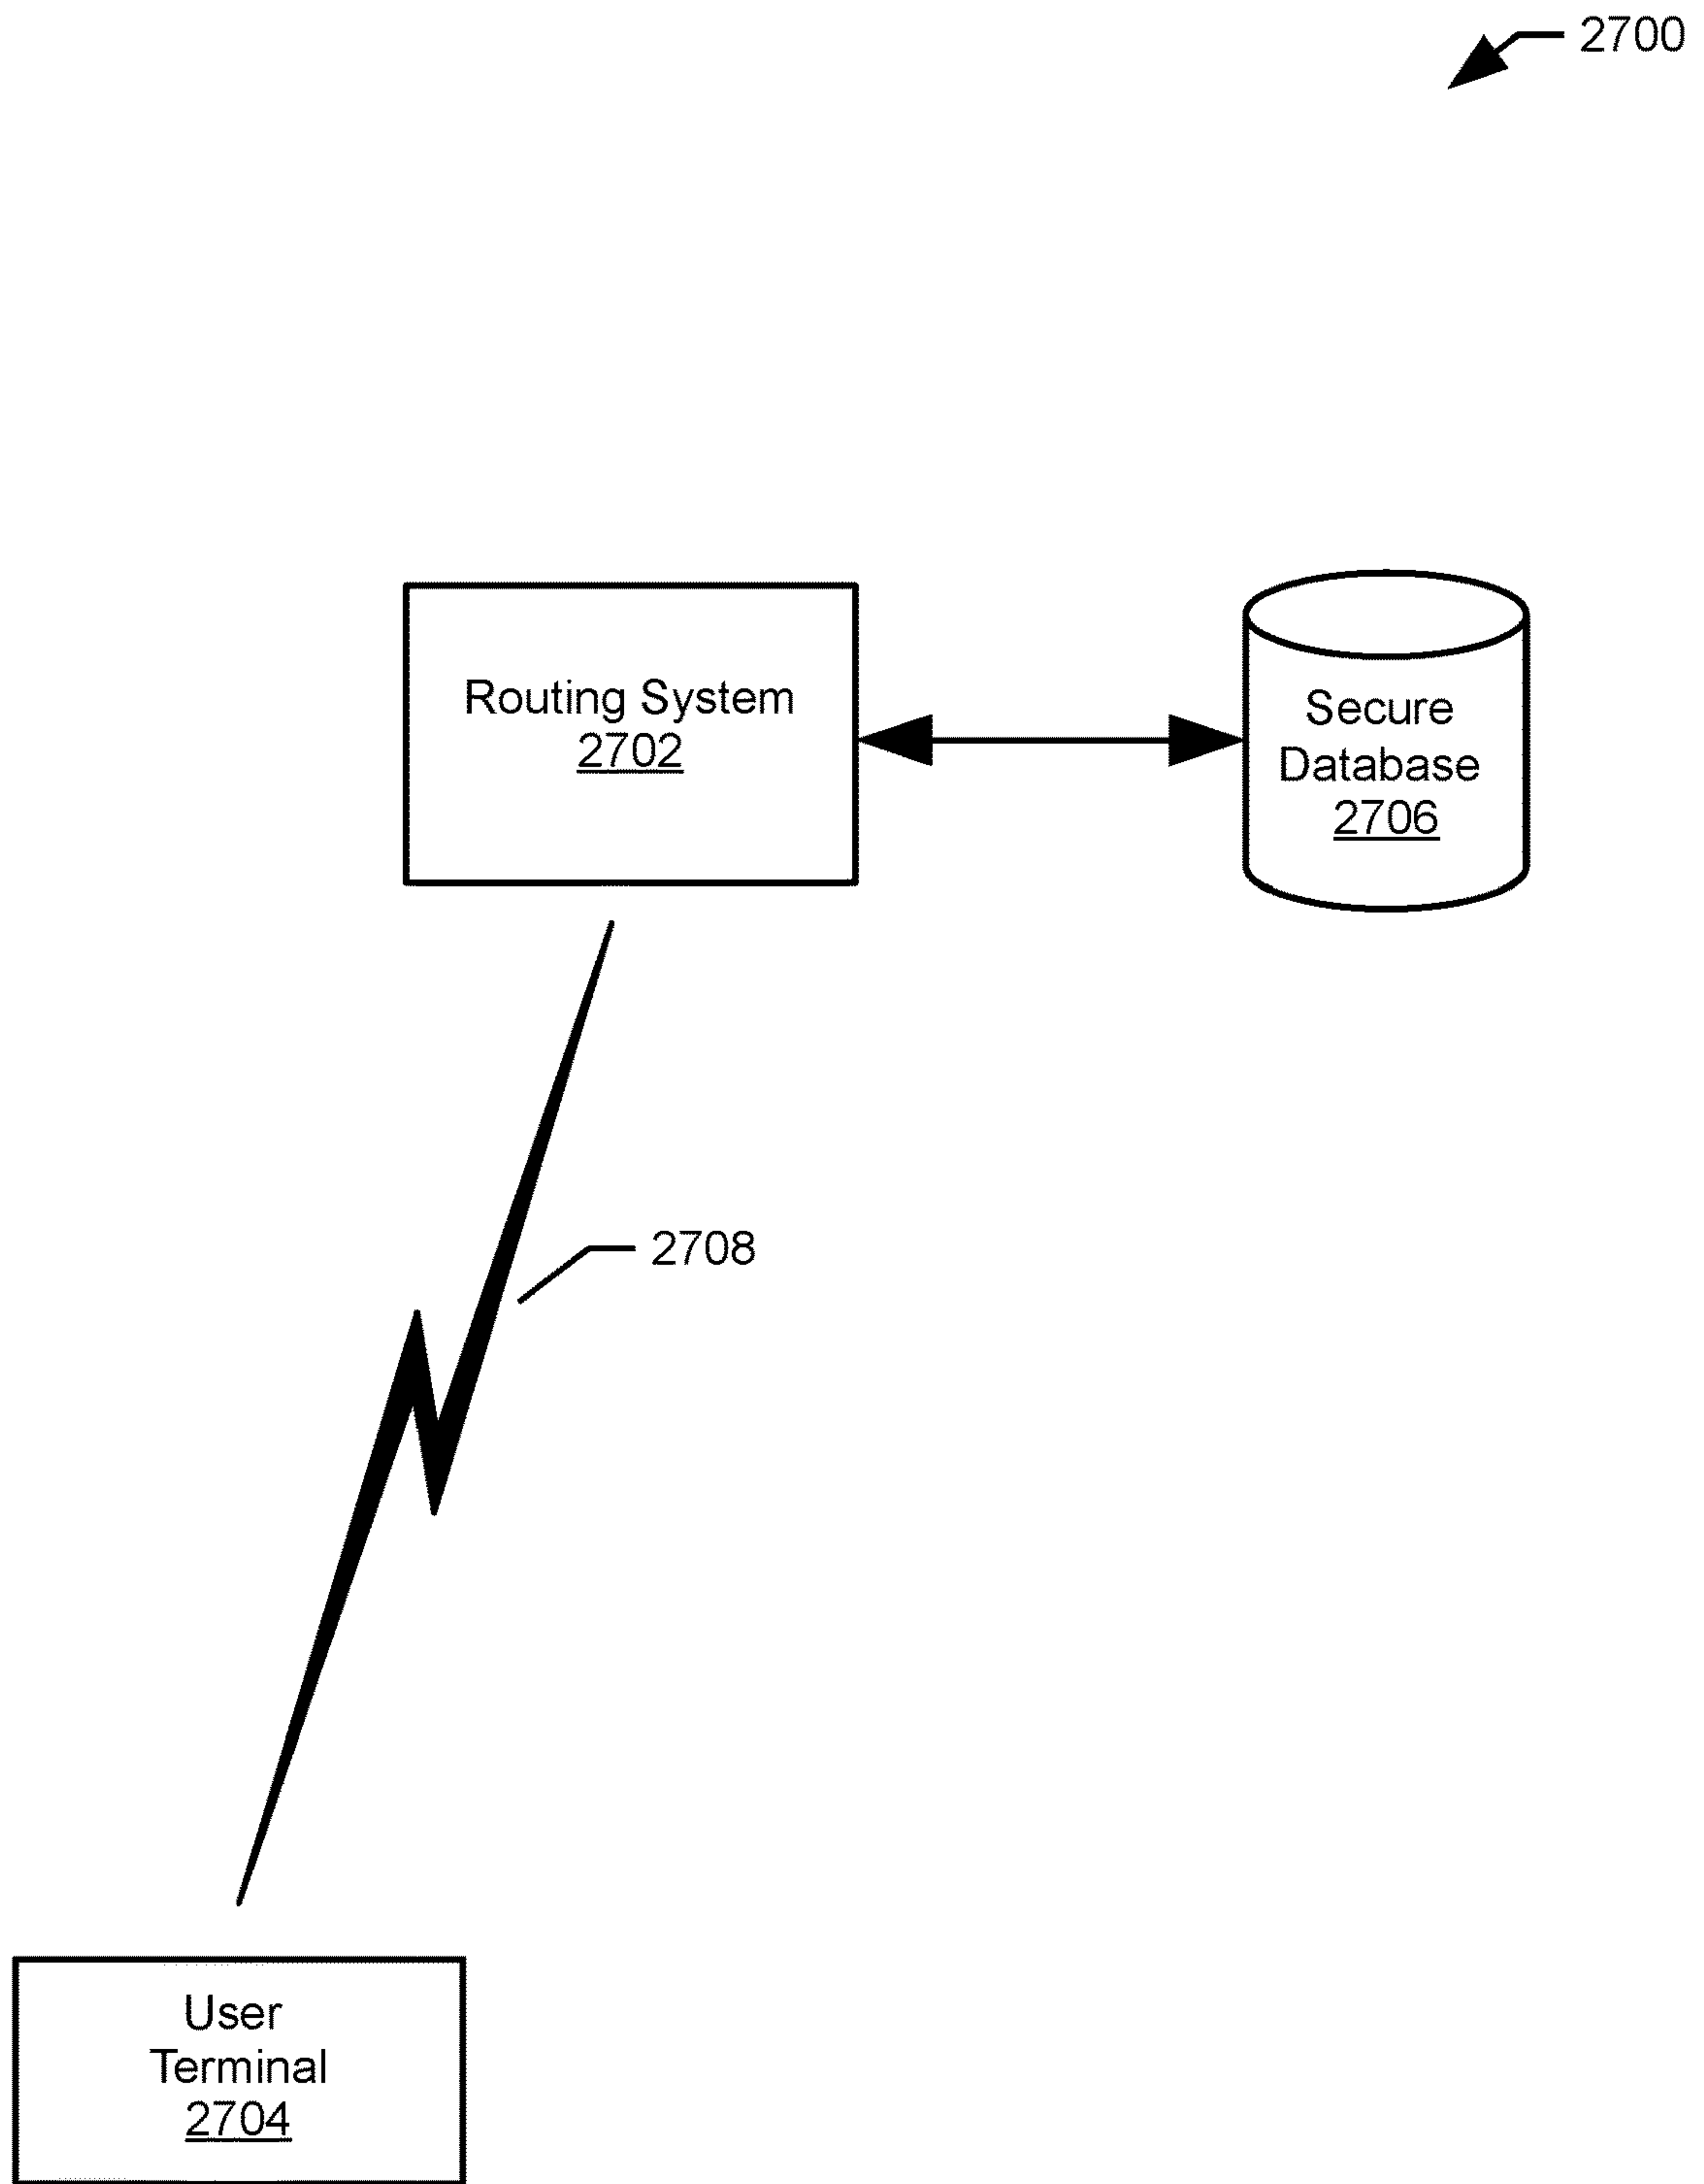 2700
Routing System
2702
Secure
Database
2706
2708
User
Terminal
2704